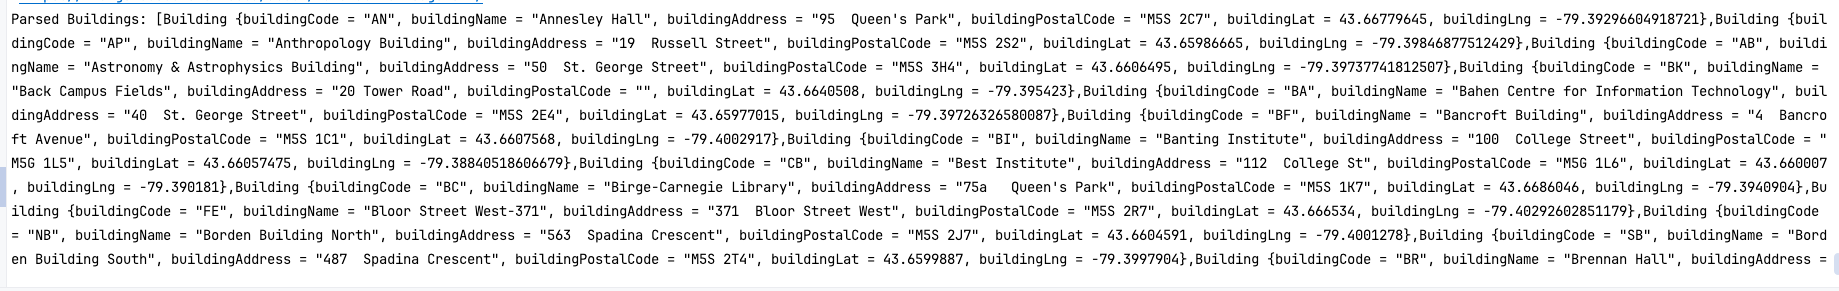 Parsed Buildings: [Building {buildingCode = "AN", buildingName = "Annesley Hall", buildingAddress = "95  Queen's Park", buildingPostalCode = "M5S 2C7", buildingLat = 43.66779645, buildingLng = -79.39296604918721},Building {buil
dingCode = "AP", buildingName = "Anthropology Building", buildingAddress = "19  Russell Street", buildingPostalCode = "M5S 2S2", buildingLat = 43.65986665, buildingLng = -79.39846877512429},Building {buildingCode = "AB", buildi
ngName = "Astronomy & Astrophysics Building", buildingAddress = "50  St. George Street", buildingPostalCode = "M5S 3H4", buildingLat = 43.6606495, buildingLng = -79.39737741812507},Building {buildingCode = "BK", buildingName =
"Back Campus Fields", buildingAddress = "20 Tower Road", buildingPostalCode = "", buildingLat = 43.6640508, buildingLng = -79.395423},Building {buildingCode = "BA", buildingName = "Bahen Centre for Information Technology", buil
dingAddress = "40  St. George Street", buildingPostalCode = "M5S 2E4", buildingLat = 43.65977015, buildingLng = -79.39726326580087},Building {buildingCode = "BF", buildingName = "Bancroft Building", buildingAddress = "4  Bancro
ft Avenue", buildingPostalCode = "M5S 1C1", buildingLat = 43.6607568, buildingLng = -79.4002917},Building {buildingCode = "BI", buildingName = "Banting Institute", buildingAddress = "100  College Street", buildingPostalCode = "
M5G 1L5", buildingLat = 43.66057475, buildingLng = -79.38840518606679},Building {buildingCode = "CB", buildingName = "Best Institute", buildingAddress = "112  College St", buildingPostalCode = "M5G 1L6", buildingLat = 43.660007
, buildingLng = -79.390181},Building {buildingCode = "BC", buildingName = "Birge-Carnegie Library", buildingAddress = "75a   Queen's Park", buildingPostalCode = "M5S 1K7", buildingLat = 43.6686046, buildingLng = -79.3940904},Bu
ilding {buildingCode = "FE", buildingName = "Bloor Street West-371", buildingAddress = "371  Bloor Street West", buildingPostalCode = "M5S 2R7", buildingLat = 43.666534, buildingLng = -79.40292602851179},Building {buildingCode
= "NB", buildingName = "Borden Building North", buildingAddress = "563  Spadina Crescent", buildingPostalCode = "M5S 2J7", buildingLat = 43.6604591, buildingLng = -79.4001278},Building {buildingCode = "SB", buildingName = "Bord
en Building South", buildingAddress = "487  Spadina Crescent", buildingPostalCode = "M5S 2T4", buildingLat = 43.6599887, buildingLng = -79.3997904},Building {buildingCode = "BR", buildingName = "Brennan Hall", buildingAddress =